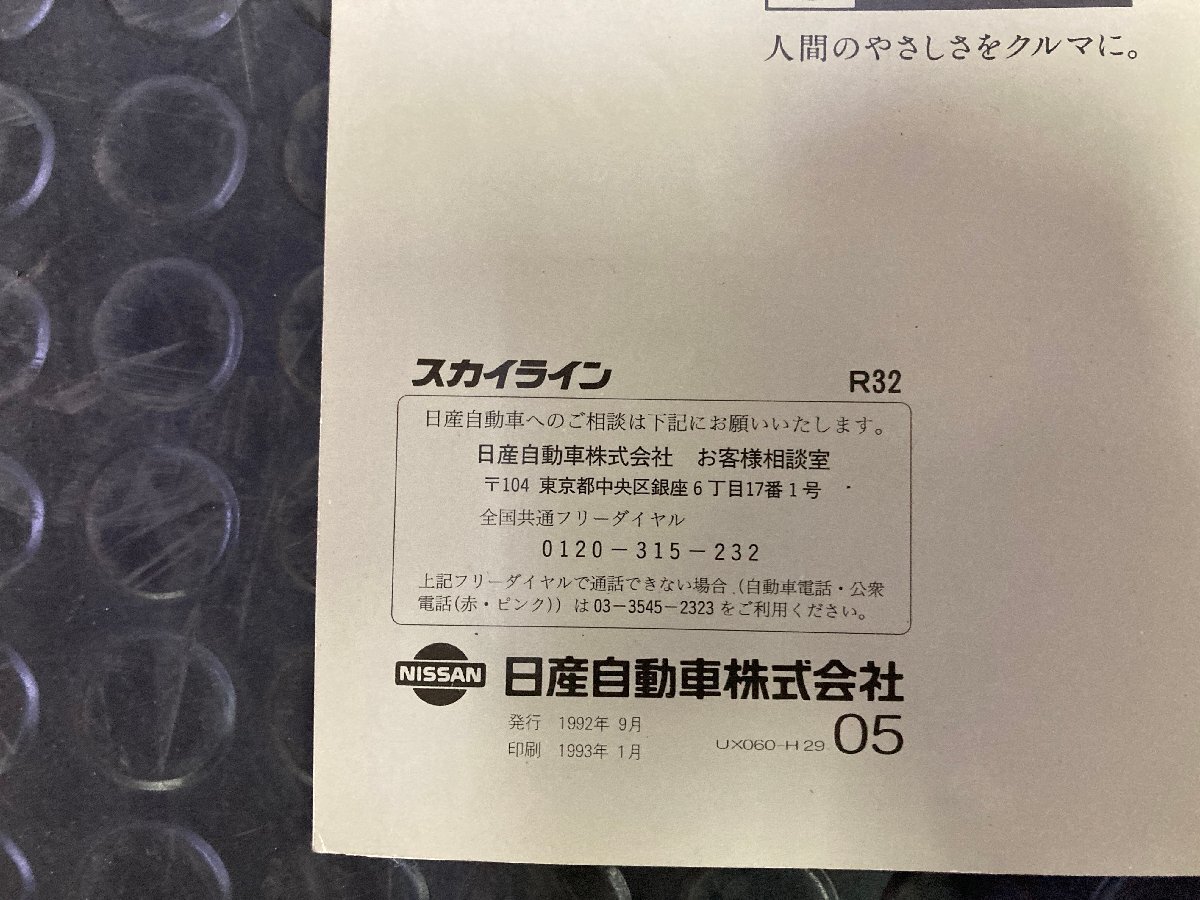 人間のやさしさをクルマに。
スカイライン R32
日産自動車へのご相談は下記にお願いいたします。
日産自動車株式会社 お客様相談室
〒104 東京都中央区銀座6丁目17番1号
全国共通フリーダイヤル
0120-315-232
上記フリーダイヤルで通話できない場合(自動車電話・公衆
電話(赤・ピンク))は03-3545-2323をご利用ください。
NISSAN 日産自動車株式会社
発行 1992年 9月
印刷 1993年 1月 UX060-H29 05